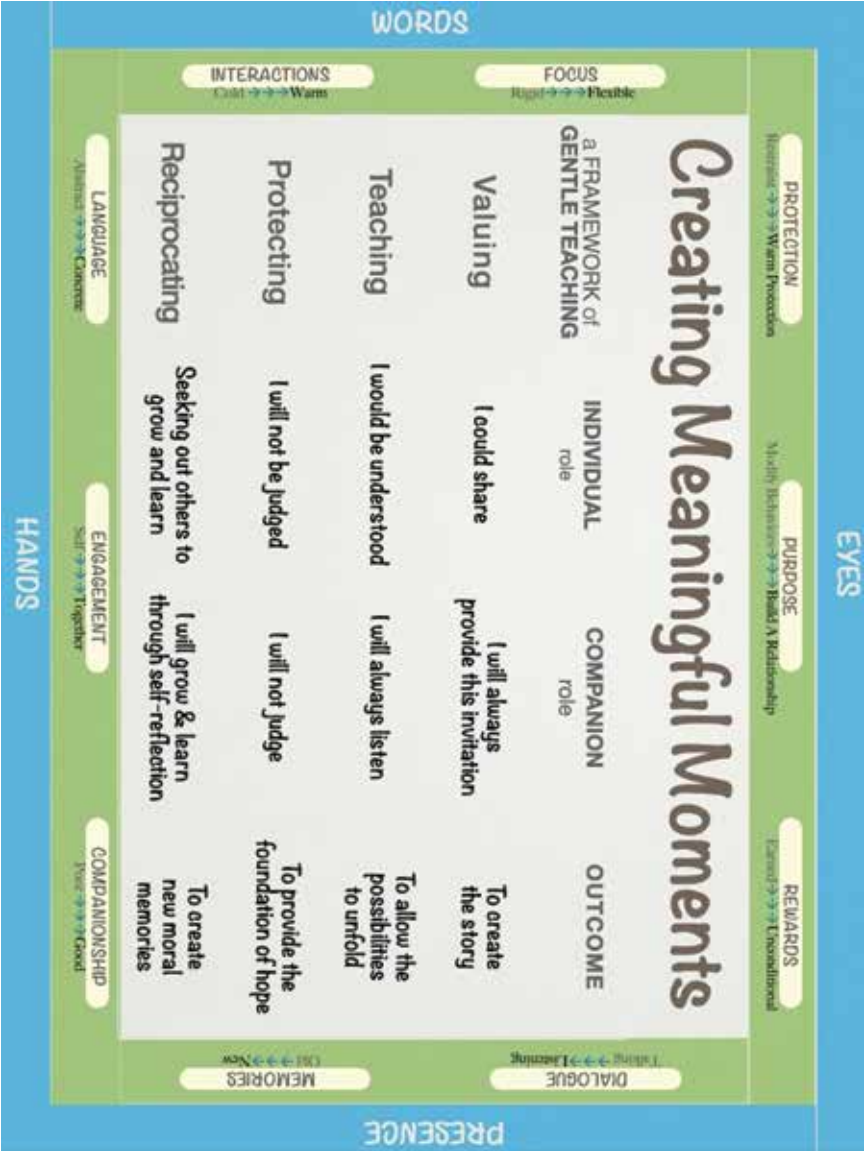 EYES
PROTECTION
Restraint →→→Warm Protection
PURPOSE
Modify Behaviors→→→Build A Relationship
REWARDS
Earned→→→Unconditional
WORDS
FOCUS
Rigid→→→Flexible
INTERACTIONS
Cold→→→Warm
Creating Meaningful Moments
a FRAMEWORK of
GENTLE TEACHING
INDIVIDUAL
role
COMPANION
role
OUTCOME
Valuing
I could share
I will always
provide this invitation
To create
the story
Teaching
I would be understood
I will always listen
To allow the
possibilities
to unfold
Protecting
I will not be judged
I will not judge
To provide the
foundation of hope
Reciprocating
Seeking out others to
grow and learn
I will grow & learn
through self-reflection
To create
new moral
memories
DIALOGUE
Talking→→→Listening
MEMORIES
Old→→→New
PRESENCE
LANGUAGE
Abstract→→→Concrete
ENGAGEMENT
Self→→→Together
COMPANIONSHIP
Poor→→→Good
HANDS